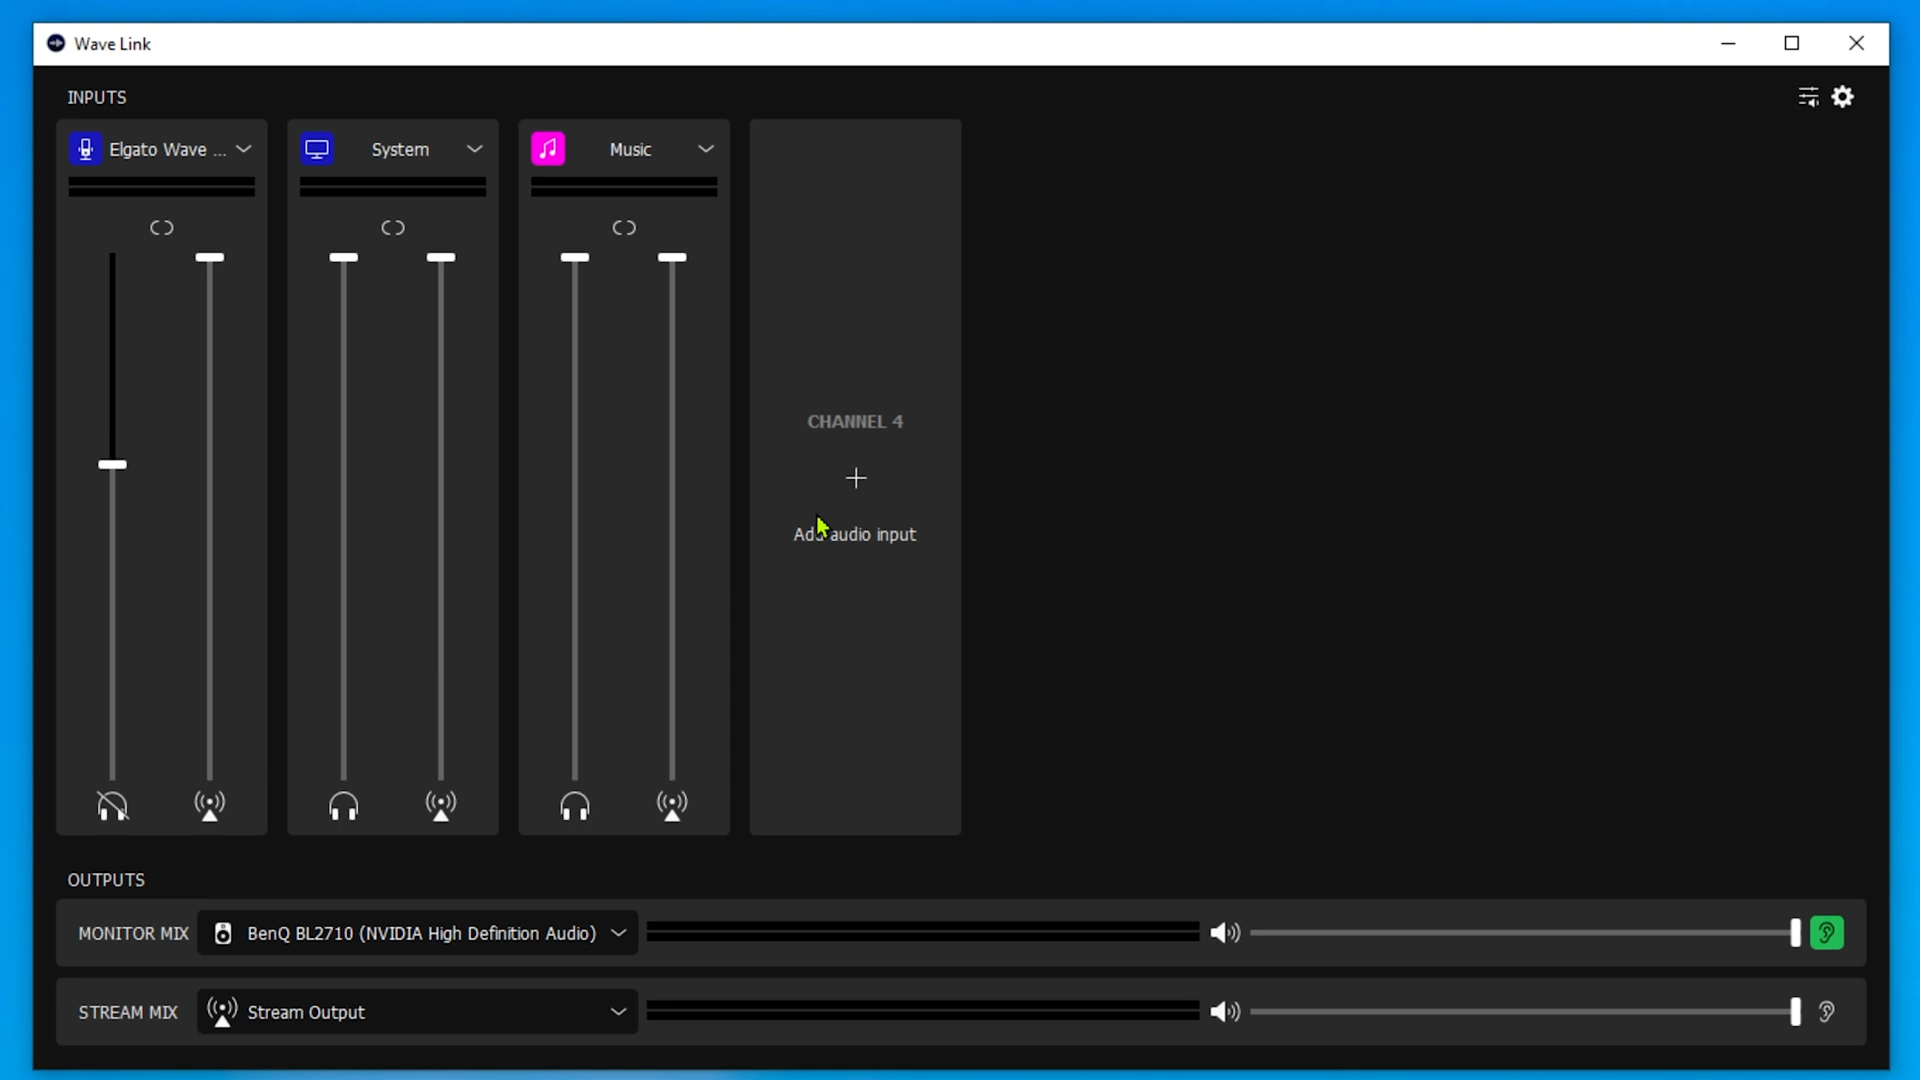 Wave Link
INPUTS
Elgato Wave ...
System
Music
CHANNEL 4
Add audio input
OUTPUTS
MONITOR MIX
BenQ BL2710 (NVIDIA High Definition Audio)
STREAM MIX
Stream Output